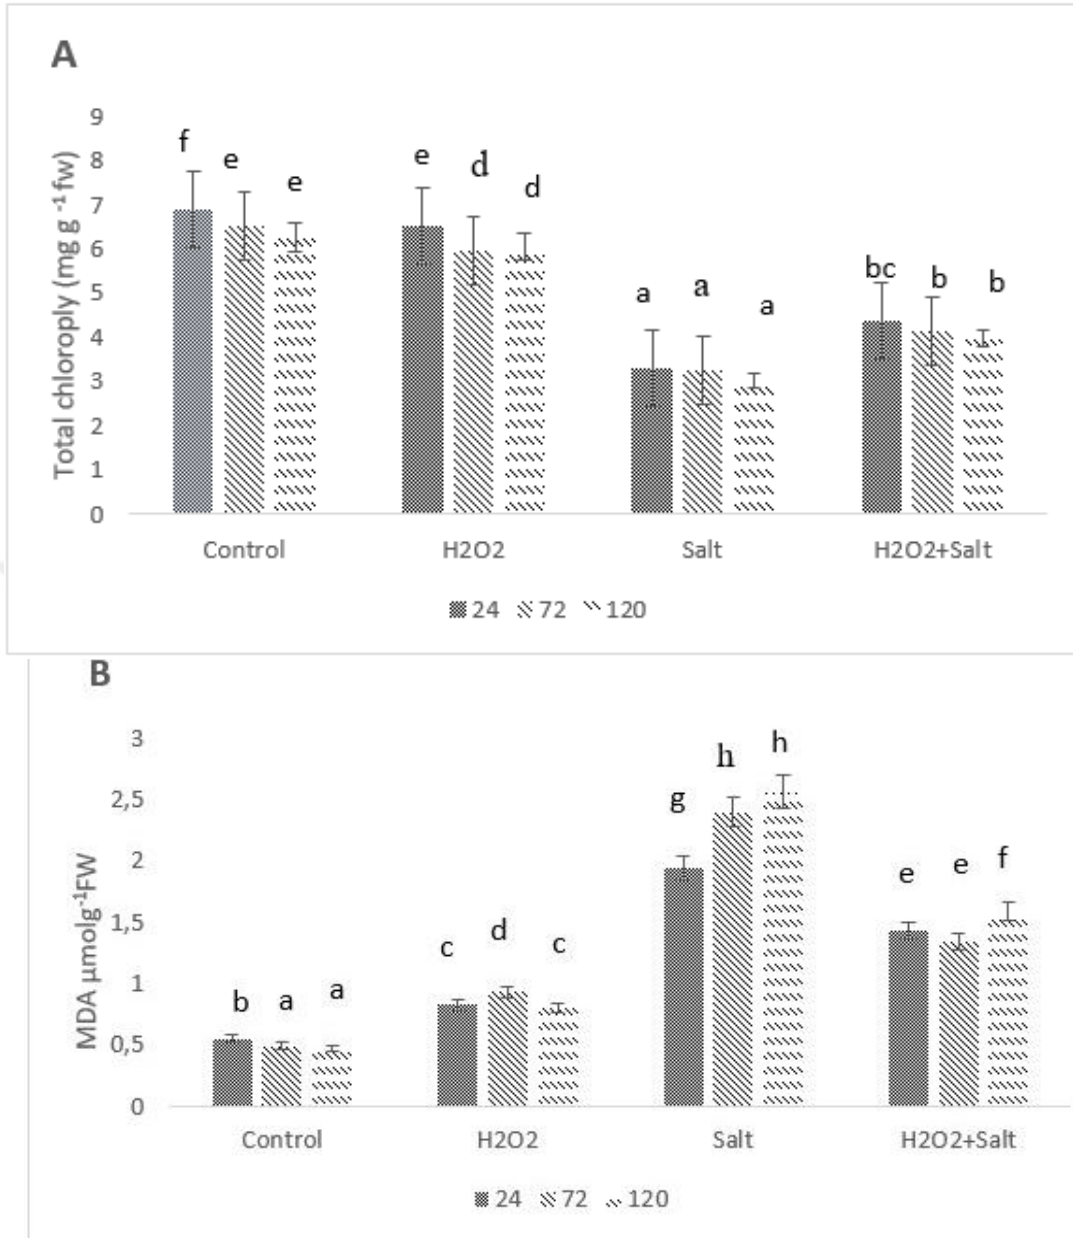 A
Total chloroply (mg g⁻¹fw)
9
8
7
6
5
4
3
2
1
0
f e e e d d a a a bc b b
Control H2O2 Salt H2O2+Salt
24 72 120
B
MDA µmolg⁻¹FW
3
2,5
2
1,5
1
0,5
0
b a a c d c g h h e e f
Control H2O2 Salt H2O2+Salt
24 72 120